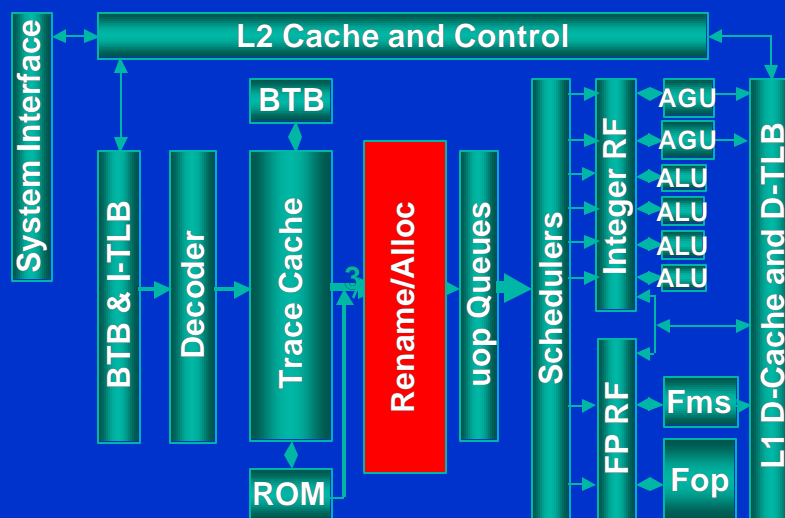 System Interface
L2 Cache and Control
BTB & I-TLB
Decoder
BTB
Trace Cache
ROM
3
Rename/Alloc
uop Queues
Schedulers
Integer RF
FP RF
AGU
AGU
ALU
ALU
ALU
ALU
Fms
Fop
L1 D-Cache and D-TLB